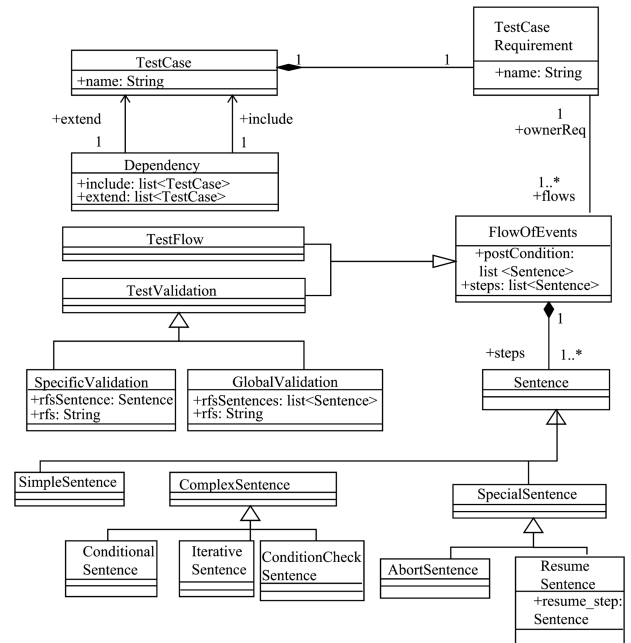 TestCase
+name: String
1
1
TestCase
Requirement
+name: String
+extend
+include
1
1
1
+ownerReq
Dependency
+include: list<TestCase>
+extend: list<TestCase>
1..*
+flows
TestFlow
FlowOfEvents
+postCondition:
list <Sentence>
+steps: list<Sentence>
TestValidation
1
+steps
1..*
SpecificValidation
+rfsSentence: Sentence
+rfs: String
GlobalValidation
+rfsSentences: list<Sentence>
+rfs: String
Sentence
SimpleSentence
ComplexSentence
SpecialSentence
Conditional
Sentence
Iterative
Sentence
ConditionCheck
Sentence
AbortSentence
Resume
Sentence
+resume_step:
Sentence